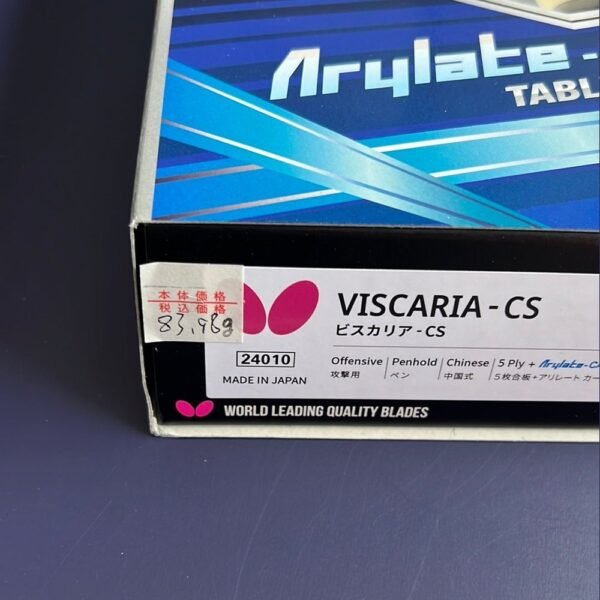 Arylate-
TABL
本体価格
税込価格
83.98g
VISCARIA - CS
ビスカリア - CS
24010
MADE IN JAPAN
Offensive
攻撃用
Penhold
ペン
Chinese
中国式
5 Ply + Arylate-C
5枚合板+アリレート カー
WORLD LEADING QUALITY BLADES